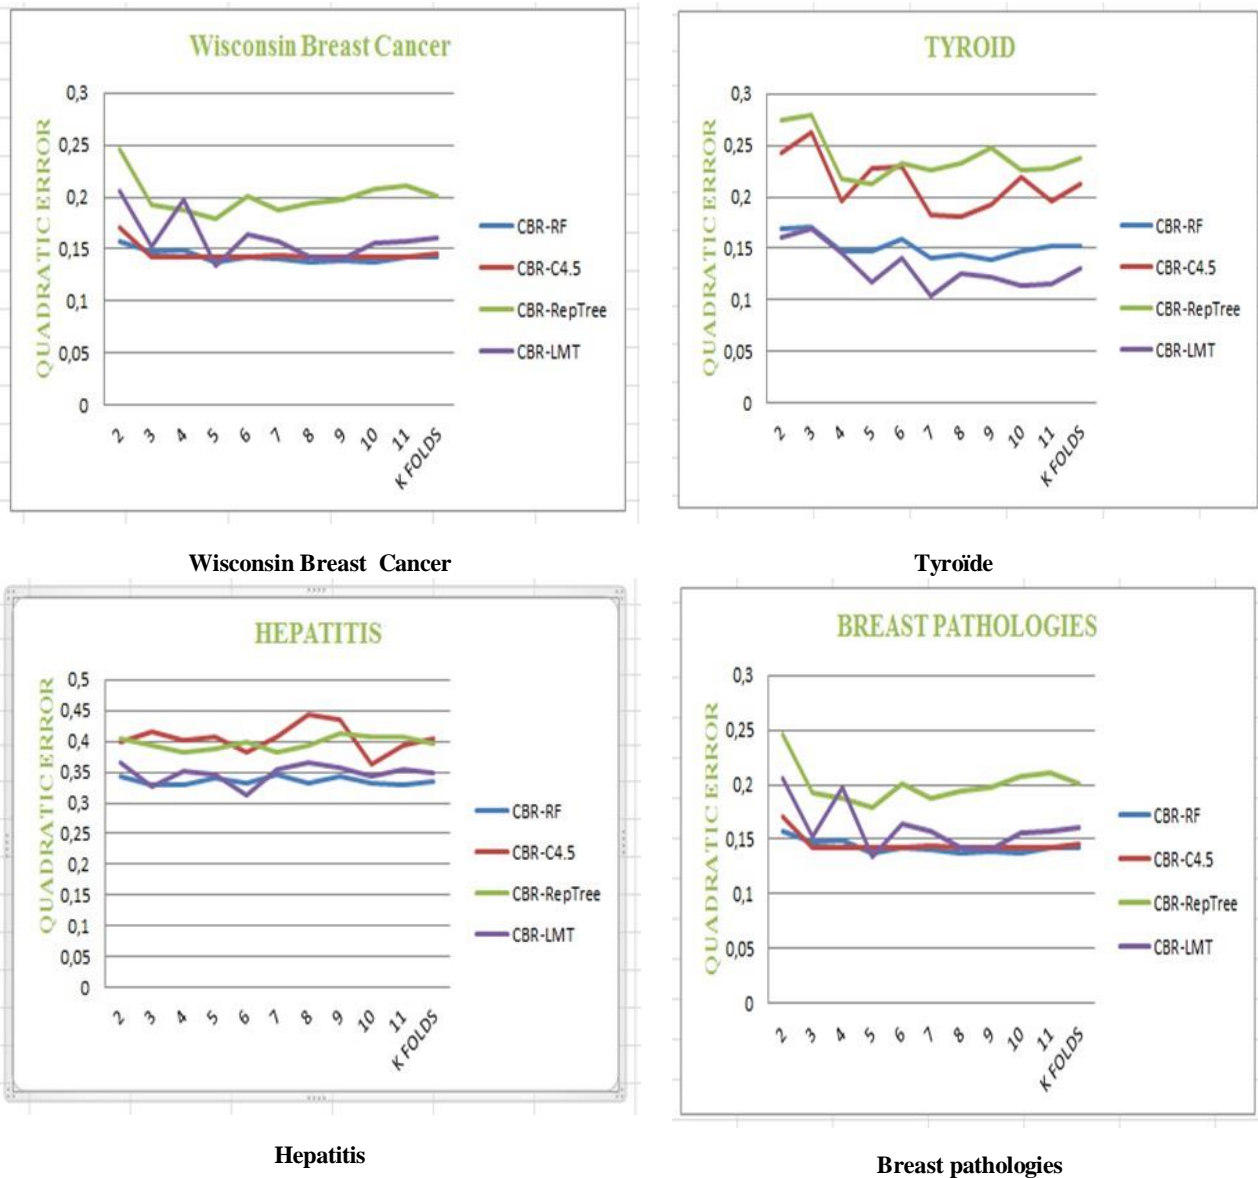 Wisconsin Breast Cancer
QUADRATIC ERROR
0,3
0,25
0,2
0,15
0,1
0,05
0
2
3
4
5
6
7
8
9
10
11
K FOLDS
CBR-RF
CBR-C4.5
CBR-RepTree
CBR-LMT
Wisconsin Breast Cancer
TYROID
QUADRATIC ERROR
0,3
0,25
0,2
0,15
0,1
0,05
0
2
3
4
5
6
7
8
9
10
11
K FOLDS
CBR-RF
CBR-C4.5
CBR-RepTree
CBR-LMT
Tyroïde
HEPATITIS
QUADRATIC ERROR
0,5
0,45
0,4
0,35
0,3
0,25
0,2
0,15
0,1
0,05
0
2
3
4
5
6
7
8
9
10
11
K FOLDS
CBR-RF
CBR-C4.5
CBR-RepTree
CBR-LMT
Hepatitis
BREAST PATHOLOGIES
QUADRATIC ERROR
0,3
0,25
0,2
0,15
0,1
0,05
0
2
3
4
5
6
7
8
9
10
11
K FOLDS
CBR-RF
CBR-C4.5
CBR-RepTree
CBR-LMT
Breast pathologies